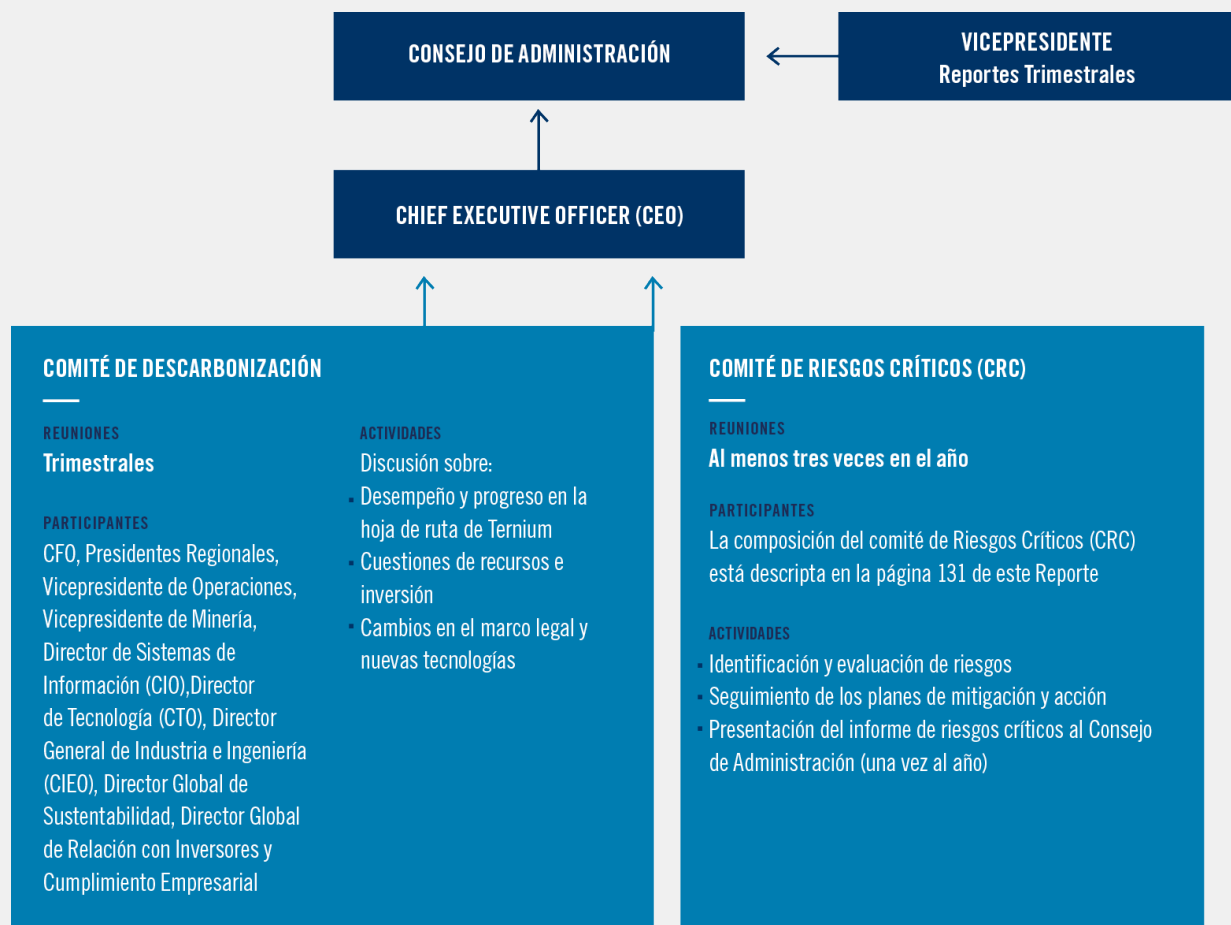 CONSEJO DE ADMINISTRACIÓN
VICEPRESIDENTE
Reportes Trimestrales
CHIEF EXECUTIVE OFFICER (CEO)
COMITÉ DE DESCARBONIZACIÓN
REUNIONES
Trimestrales
PARTICIPANTES
CFO, Presidentes Regionales,
Vicepresidente de Operaciones,
Vicepresidente de Minería,
Director de Sistemas de
Información (CIO),Director
de Tecnología (CTO), Director
General de Industria e Ingeniería
(CIEO), Director Global de
Sustentabilidad, Director Global
de Relación con Inversores y
Cumplimiento Empresarial
ACTIVIDADES
Discusión sobre:
▪ Desempeño y progreso en la
hoja de ruta de Ternium
▪ Cuestiones de recursos e
inversión
▪ Cambios en el marco legal y
nuevas tecnologías
COMITÉ DE RIESGOS CRÍTICOS (CRC)
REUNIONES
Al menos tres veces en el año
PARTICIPANTES
La composición del comité de Riesgos Críticos (CRC)
está descripta en la página 131 de este Reporte
ACTIVIDADES
▪ Identificación y evaluación de riesgos
▪ Seguimiento de los planes de mitigación y acción
▪ Presentación del informe de riesgos críticos al Consejo
de Administración (una vez al año)